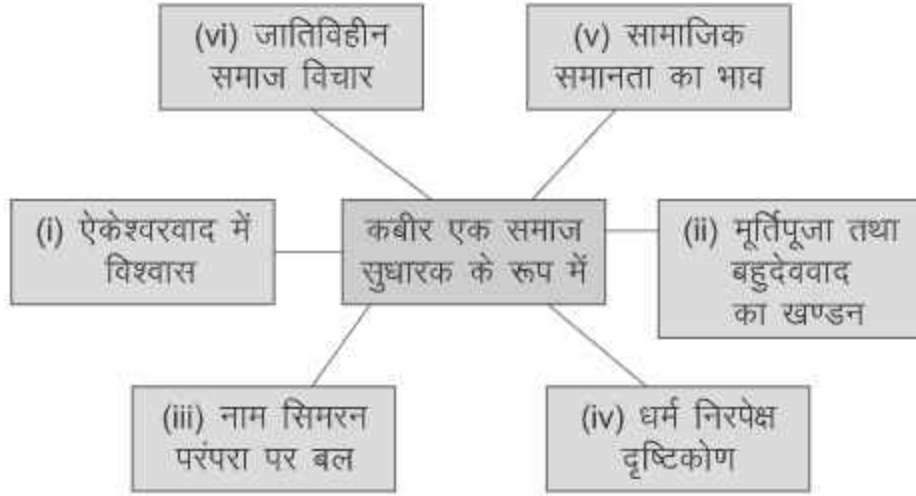 (vi) जातिविहीन
समाज विचार
(v) सामाजिक
समानता का भाव
(i) ऐकेश्वरवाद में
विश्वास
कबीर एक समाज
सुधारक के रूप में
(ii) मूर्तिपूजा तथा
बहुदेववाद
का खण्डन
(iii) नाम सिमरन
परंपरा पर बल
(iv) धर्म निरपेक्ष
दृष्टिकोण